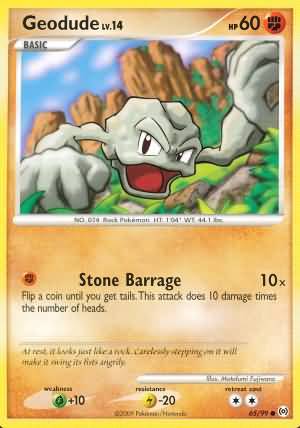 Geodude LV.14 HP 60
BASIC
NO. 074 Rock Pokémon HT: 1'04" WT: 44.1 lbs.
Stone Barrage 10×
Flip a coin until you get tails. This attack does 10 damage times
the number of heads.
At rest, it looks just like a rock. Carelessly stepping on it will
make it swing its fists angrily.
Illus. Motofumi Fujiwara
weakness resistance retreat cost
+10 -20
©2009 Pokémon/Nintendo 65/99